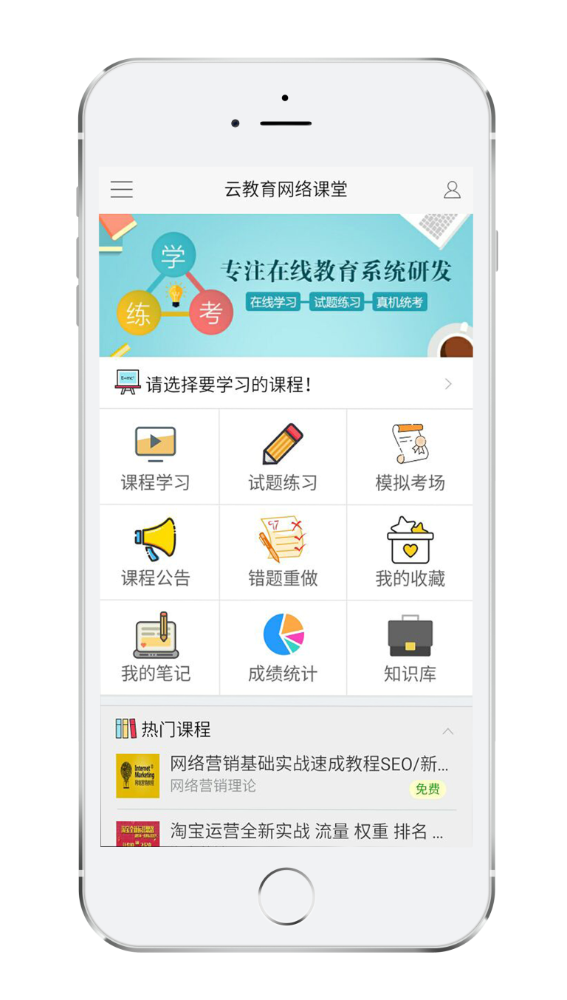 云教育网络课堂
学
练
考
专注在线教育系统研发
在线学习 试题练习 真机统考
E=mc²
请选择要学习的课程!
课程学习 试题练习 模拟考场
97
课程公告 错题重做 我的收藏
我的笔记 成绩统计 知识库
热门课程
Internet
Marketing
网络营销基础实战速成教程SEO/新...
网络营销理论
免费
淘宝运营全新实战 流量 权重 排名 ...